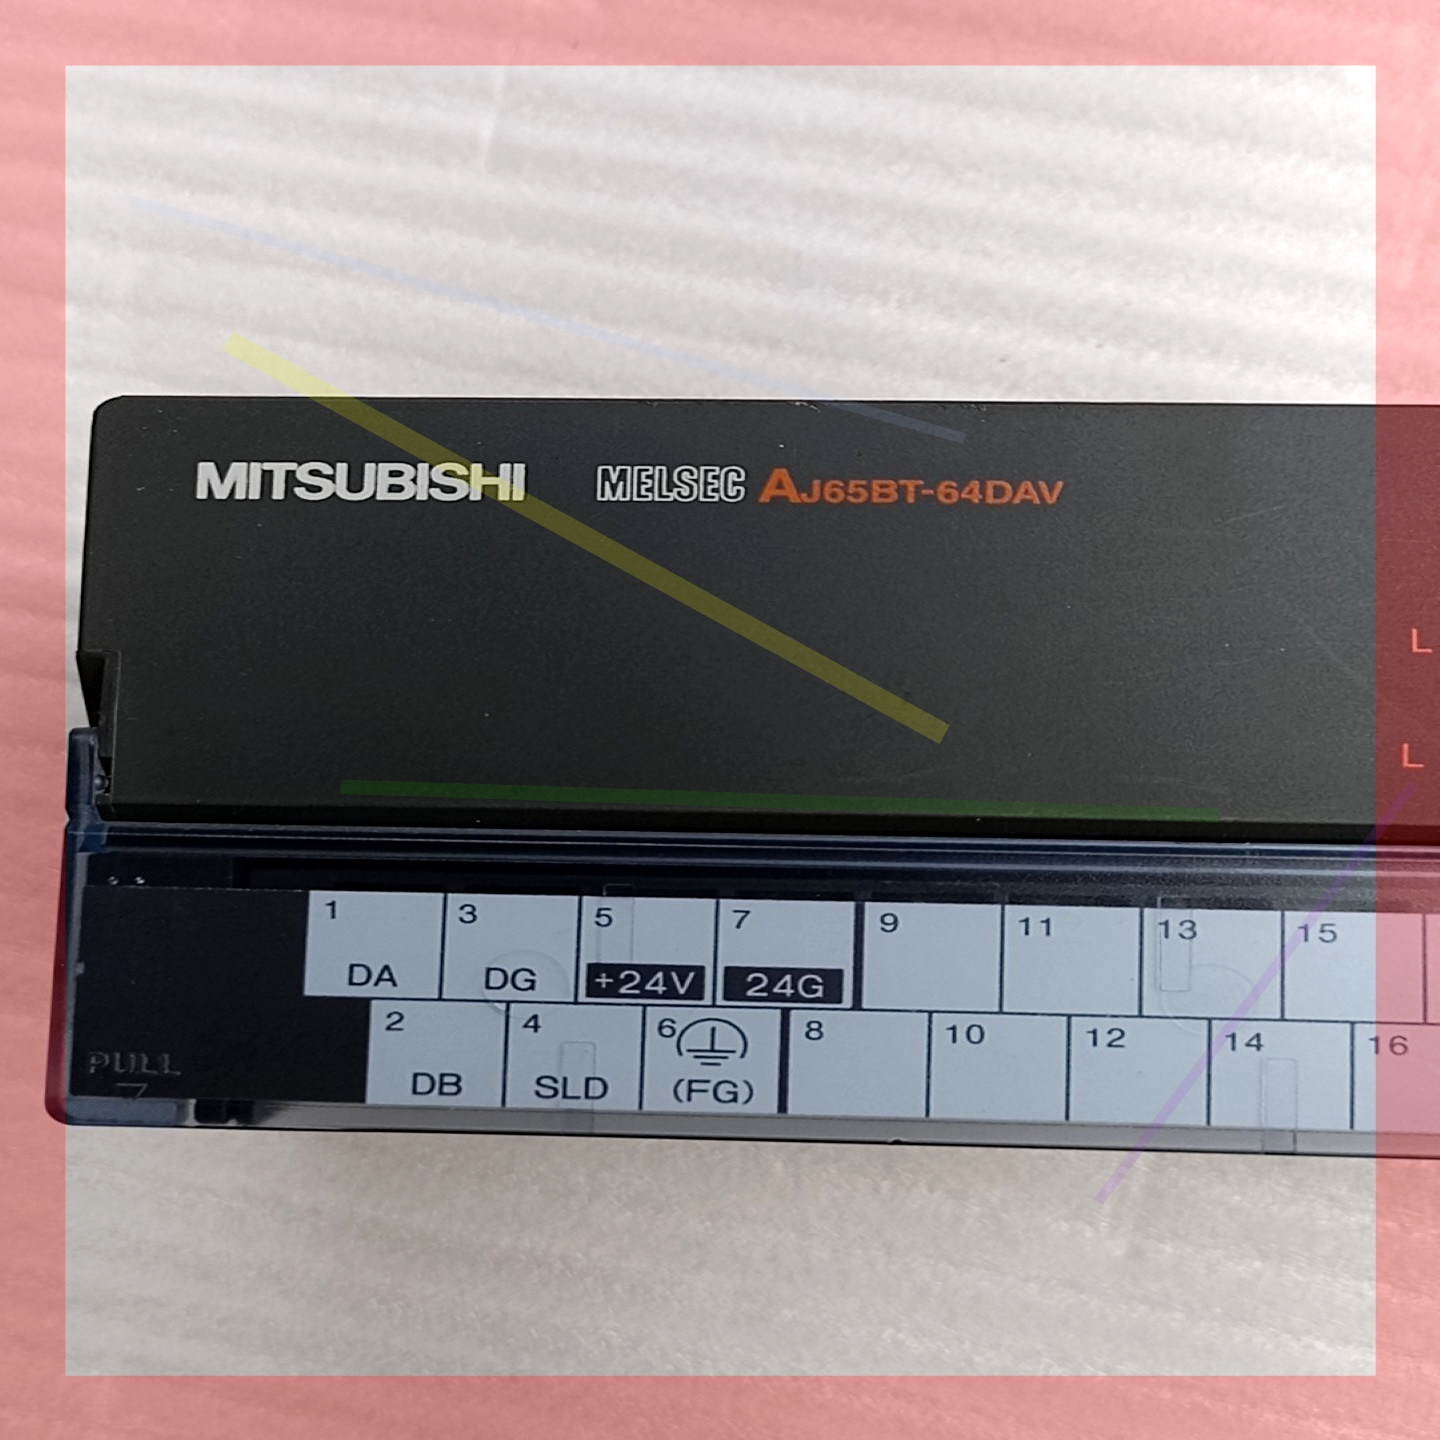 MITSUBISHI MELSEC AJ65BT-64DAV
L
L
1 3 5 7 9 11 13 15
DA DG +24V 24G
2 4 6 8 10 12 14 16
DB SLD (FG)
PULL